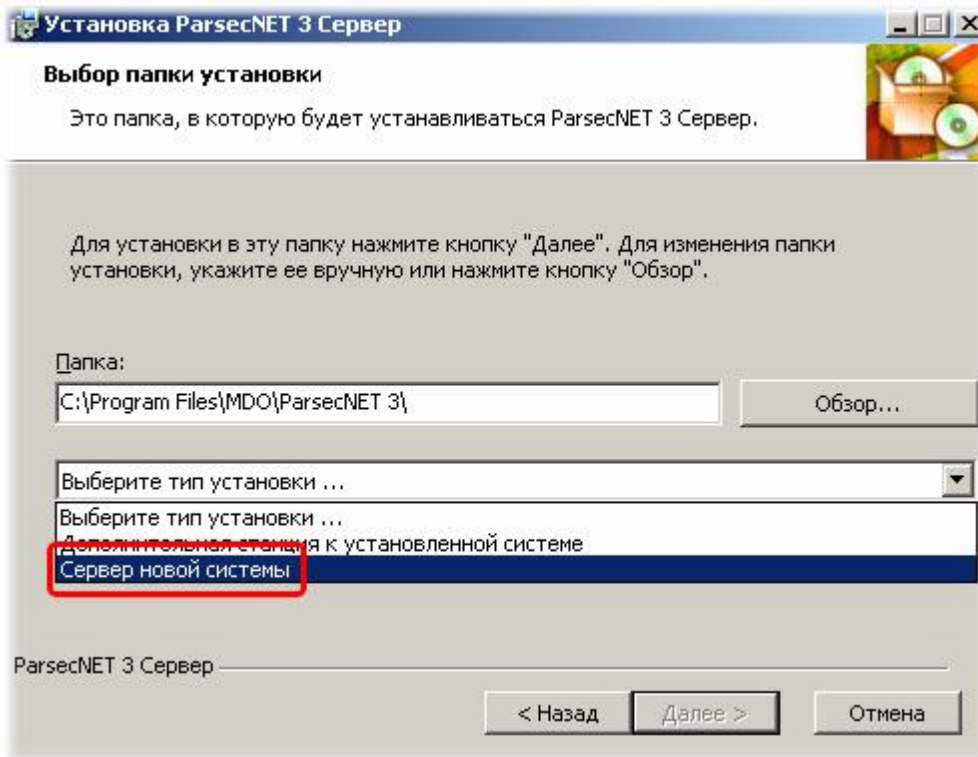 Установка ParsecNET 3 Сервер
Выбор папки установки
Это папка, в которую будет устанавливаться ParsecNET 3 Сервер.
Для установки в эту папку нажмите кнопку "Далее". Для изменения папки
установки, укажите ее вручную или нажмите кнопку "Обзор".
Папка:
C:\Program Files\MDO\ParsecNET 3\
Обзор...
Выберите тип установки ...
Выберите тип установки ...
Дополнительная станция к установленной системе
Сервер новой системы
ParsecNET 3 Сервер
< Назад
Далее >
Отмена